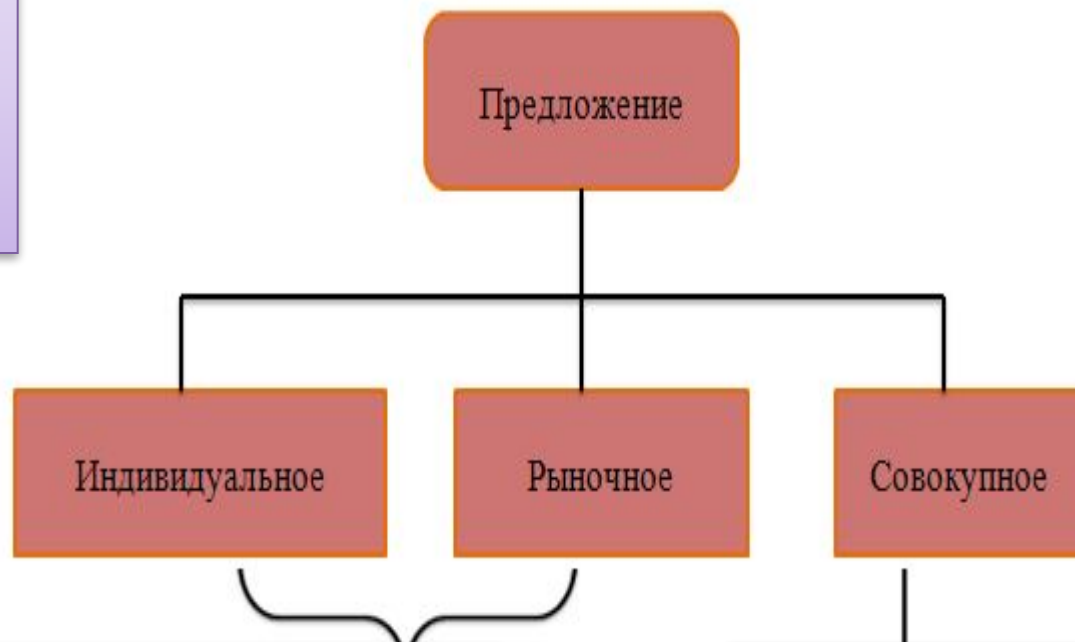 Предложение
Индивидуальное
Рыночное
Совокупное